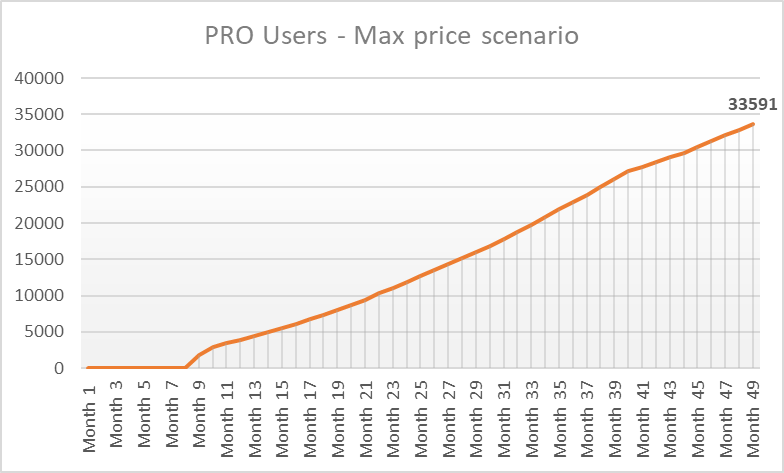 PRO Users - Max price scenario
40000
35000
30000
25000
20000
15000
10000
5000
0
33591
Month 1
Month 3
Month 5
Month 7
Month 9
Month 11
Month 13
Month 15
Month 17
Month 19
Month 21
Month 23
Month 25
Month 27
Month 29
Month 31
Month 33
Month 35
Month 37
Month 39
Month 41
Month 43
Month 45
Month 47
Month 49